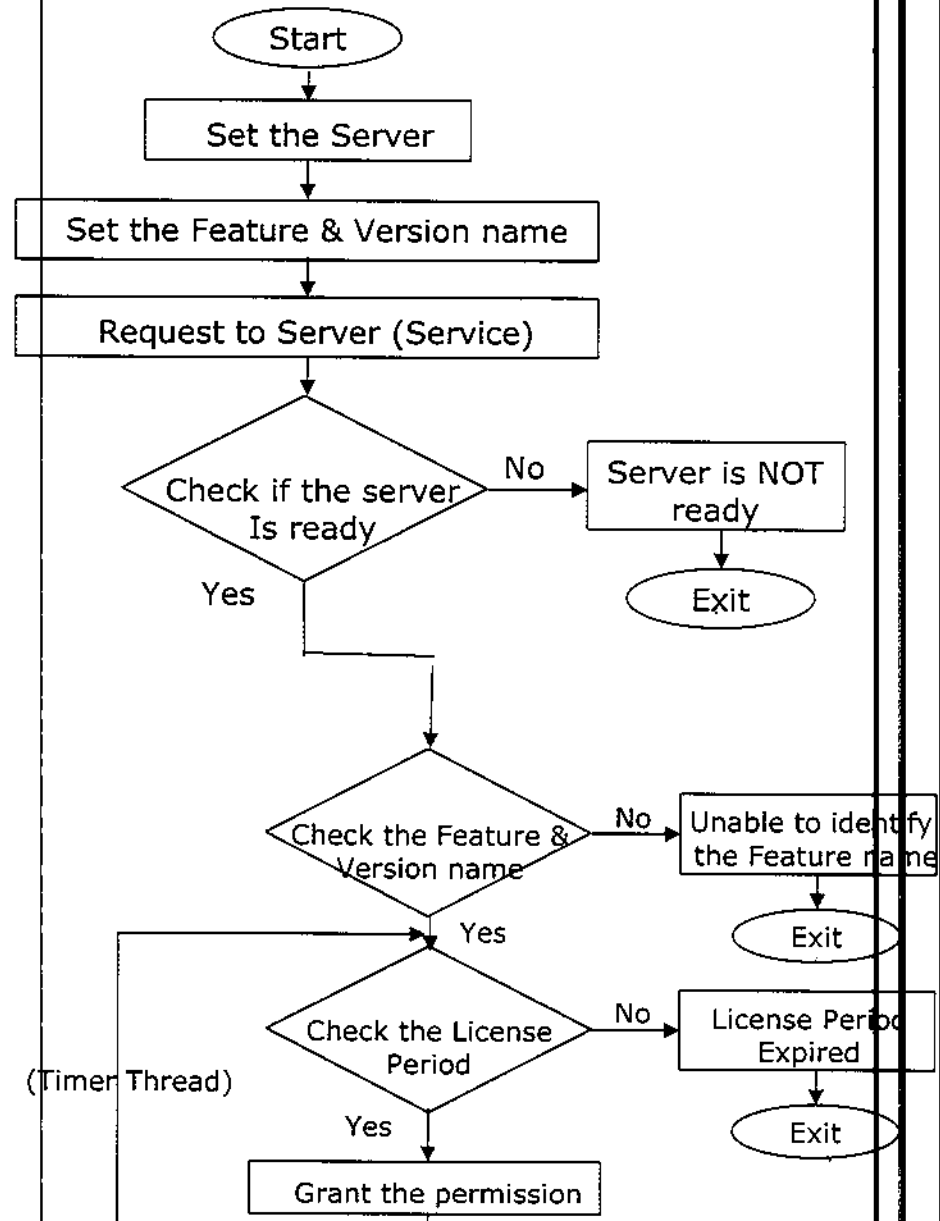 Start
Set the Server
Set the Feature & Version name
Request to Server (Service)
Check if the server
Is ready
No
Server is NOT
ready
Exit
Yes
Check the Feature &
Version name
No
Unable to identify
the Feature name
Exit
Yes
Check the License
Period
No
License Period
Expired
Exit
(Timer Thread)
Yes
Grant the permission